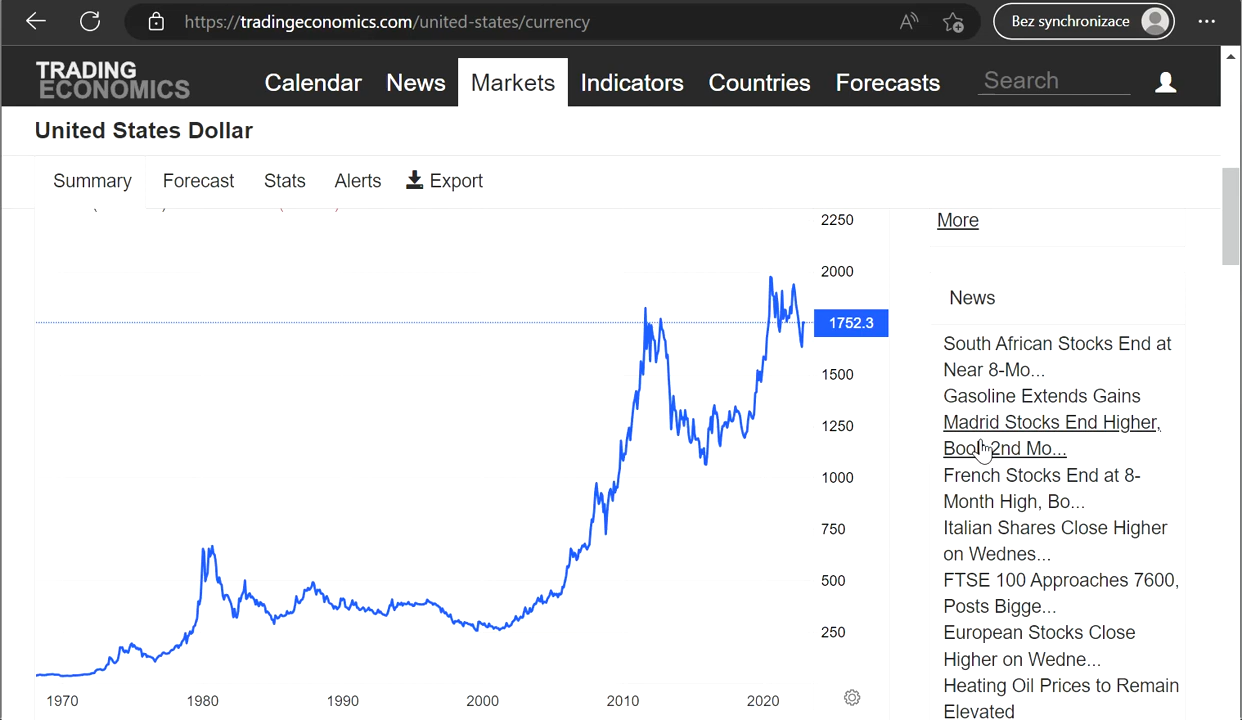 https://tradingeconomics.com/united-states/currency
Bez synchronizace
TRADING
ECONOMICS
Calendar
News
Markets
Indicators
Countries
Forecasts
Search
United States Dollar
Summary
Forecast
Stats
Alerts
Export
2250
2000
1752.3
1500
1250
1000
750
500
250
1970
1980
1990
2000
2010
2020
More
News
South African Stocks End at
Near 8-Mo...
Gasoline Extends Gains
Madrid Stocks End Higher,
2nd Mo...
French Stocks End at 8-
Month High, Bo...
Italian Shares Close Higher
on Wednes...
FTSE 100 Approaches 7600,
Posts Bigge...
European Stocks Close
Higher on Wedne...
Heating Oil Prices to Remain
Elevated